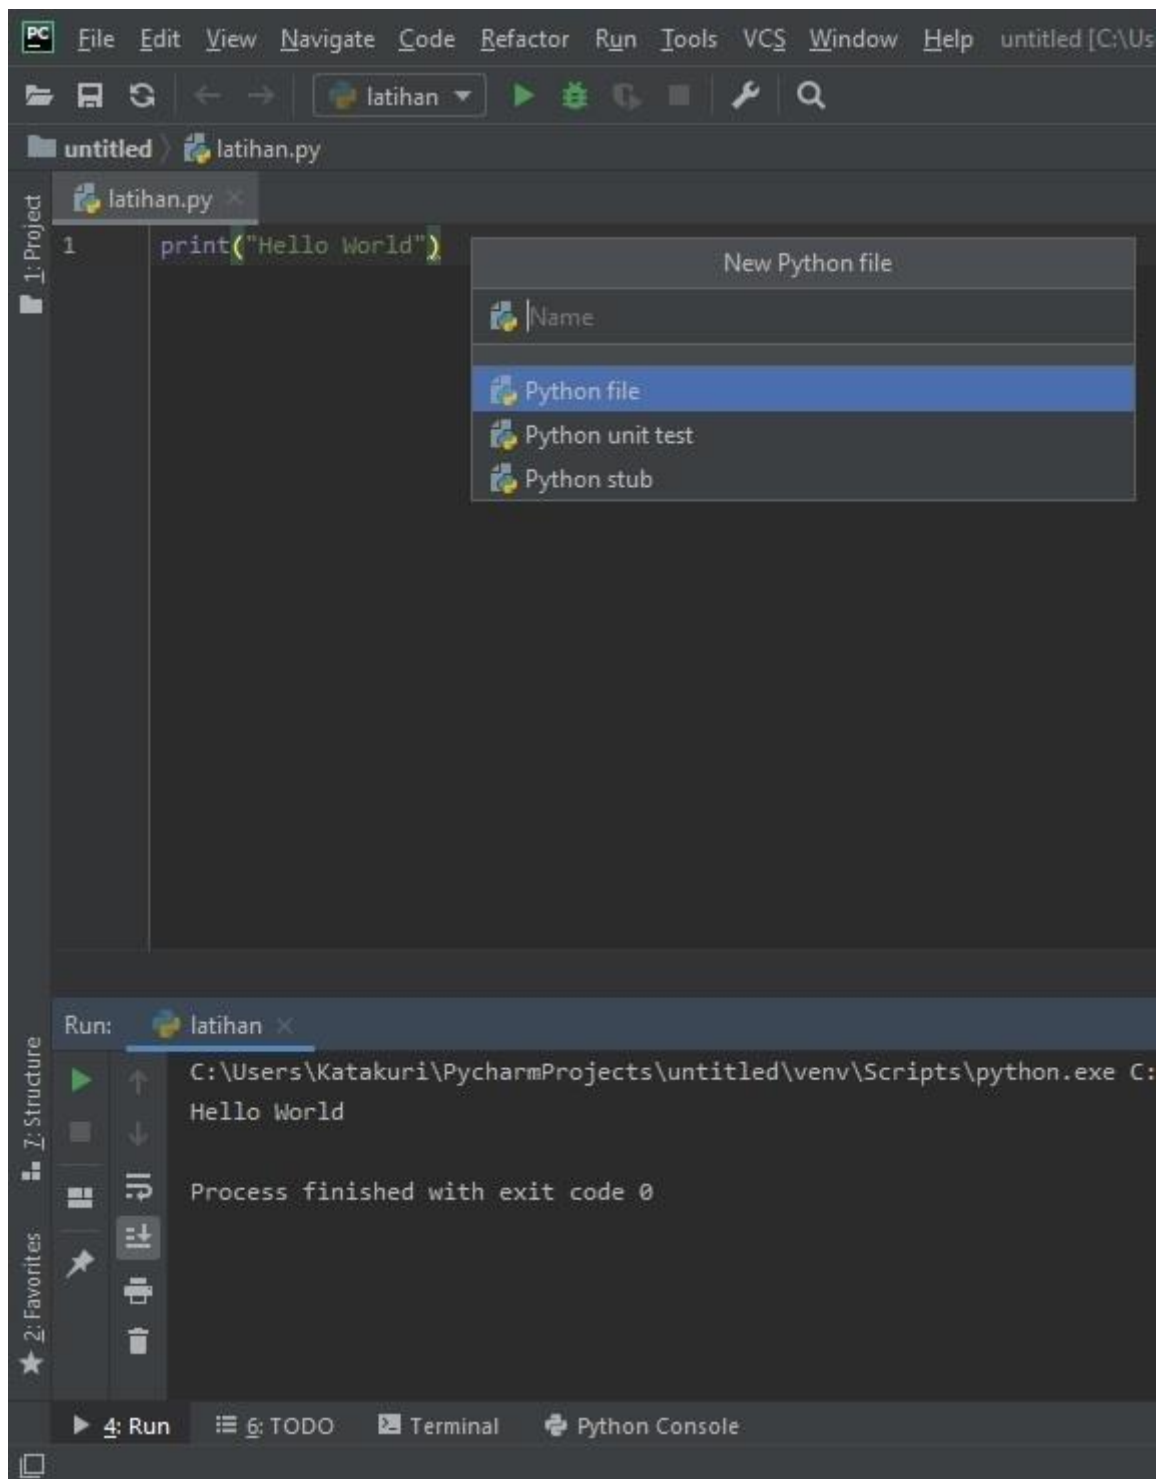 PC File Edit View Navigate Code Refactor Run Tools VCS Window Help untitled [C:\Us
latihan
untitled latihan.py
latihan.py
1 print("Hello World")
New Python file
Name
Python file
Python unit test
Python stub
1: Project
Run: latihan
C:\Users\Katakuri\PycharmProjects\untitled\venv\Scripts\python.exe C:
Hello World
Process finished with exit code 0
7: Structure
2: Favorites
4: Run 6: TODO Terminal Python Console